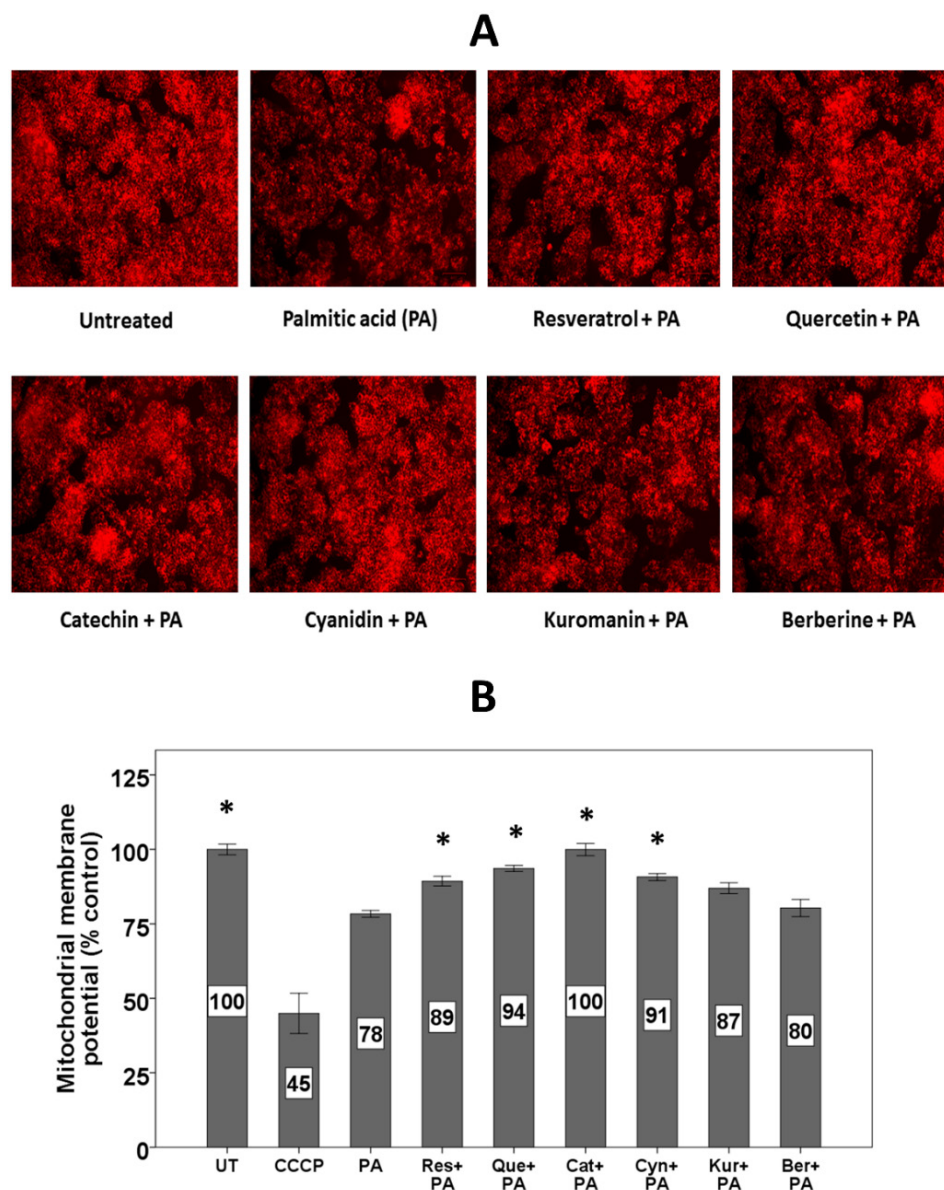 A
Untreated
Palmitic acid (PA)
Resveratrol + PA
Quercetin + PA
Catechin + PA
Cyanidin + PA
Kuromanin + PA
Berberine + PA
B
Mitochondrial membrane
potential (% control)
125
100
75
50
25
0
*
*
*
*
*
100
45
78
89
94
100
91
87
80
UT
CCCP
PA
Res+
PA
Que+
PA
Cat+
PA
Cyn+
PA
Kur+
PA
Ber+
PA